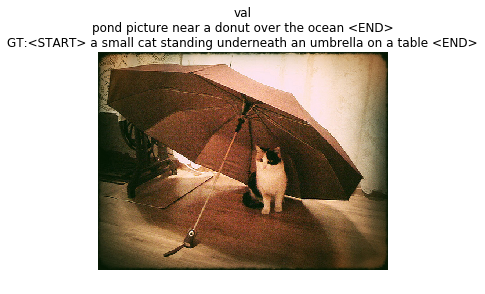 val
pond picture near a donut over the ocean <END>
GT:<START> a small cat standing underneath an umbrella on a table <END>